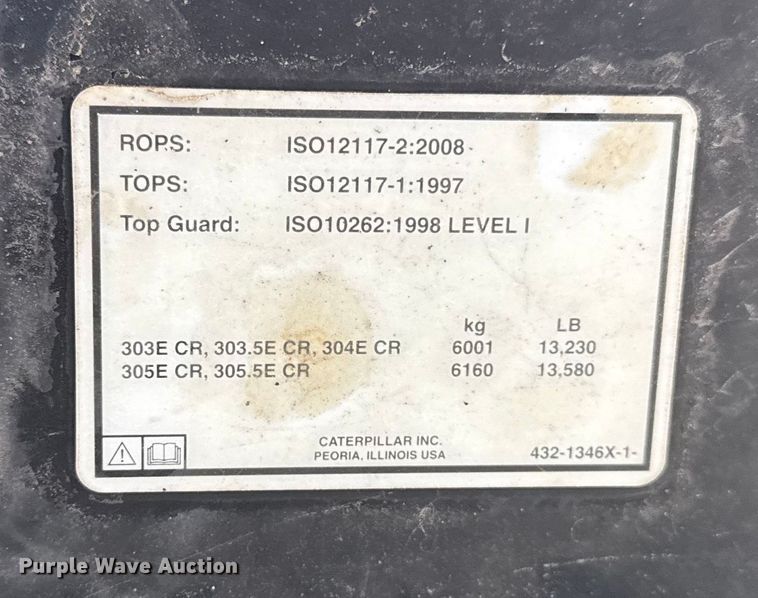 ROPS: ISO12117-2:2008
TOPS: ISO12117-1:1997
Top Guard: ISO10262:1998 LEVEL I
kg LB
303E CR, 303.5E CR, 304E CR 6001 13,230
305E CR, 305.5E CR 6160 13,580
CATERPILLAR INC.
PEORIA, ILLINOIS USA 432-1346X-1-
Purple Wave Auction